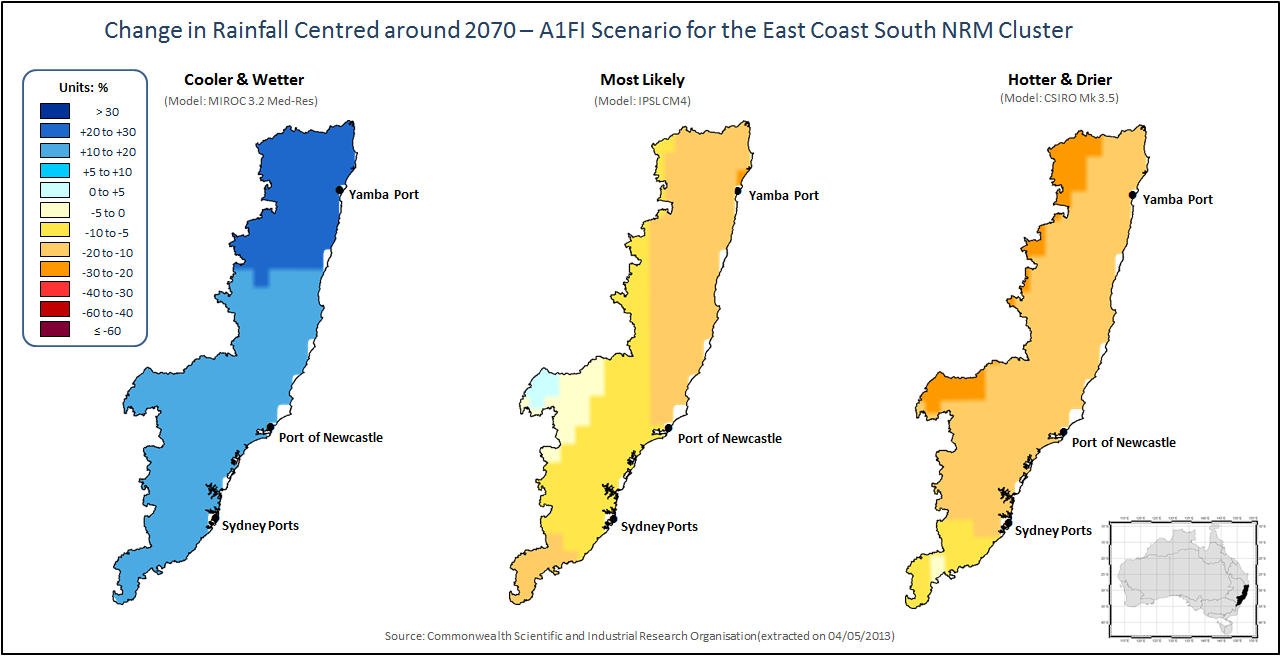 Change in Rainfall Centred around 2070 – A1FI Scenario for the East Coast South NRM Cluster
Units: %
> 30
+20 to +30
+10 to +20
+5 to +10
0 to +5
-5 to 0
-10 to -5
-20 to -10
-30 to -20
-40 to -30
-60 to -40
≤ -60
Cooler & Wetter
(Model: MIROC 3.2 Med-Res)
Yamba Port
Port of Newcastle
Sydney Ports
Most Likely
(Model: IPSL CM4)
Yamba Port
Port of Newcastle
Sydney Ports
Hotter & Drier
(Model: CSIRO Mk 3.5)
Yamba Port
Port of Newcastle
Sydney Ports
Source: Commonwealth Scientific and Industrial Research Organisation(extracted on 04/05/2013)